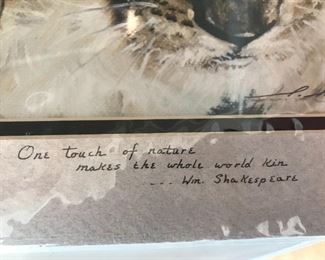 One touch of nature
makes the whole world kin
.... Wm. Shakespeare